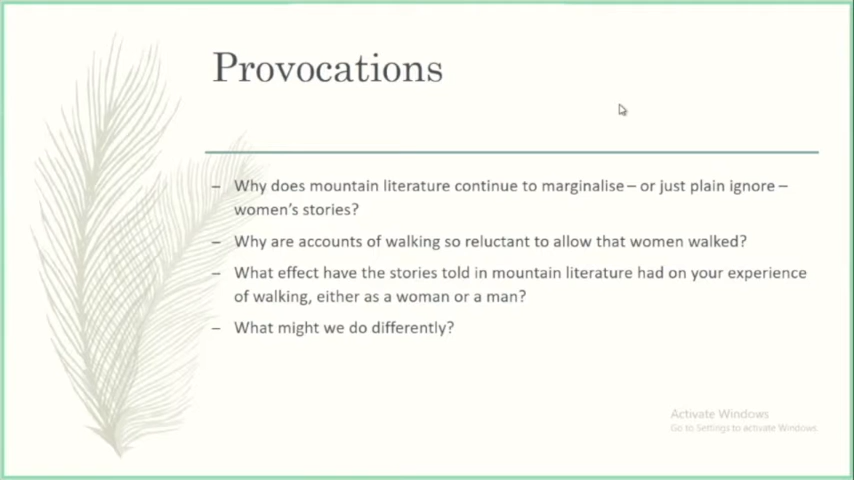 Provocations
– Why does mountain literature continue to marginalise – or just plain ignore –
women's stories?
– Why are accounts of walking so reluctant to allow that women walked?
– What effect have the stories told in mountain literature had on your experience
of walking, either as a woman or a man?
– What might we do differently?
Activate Windows
Go to Settings to activate Windows